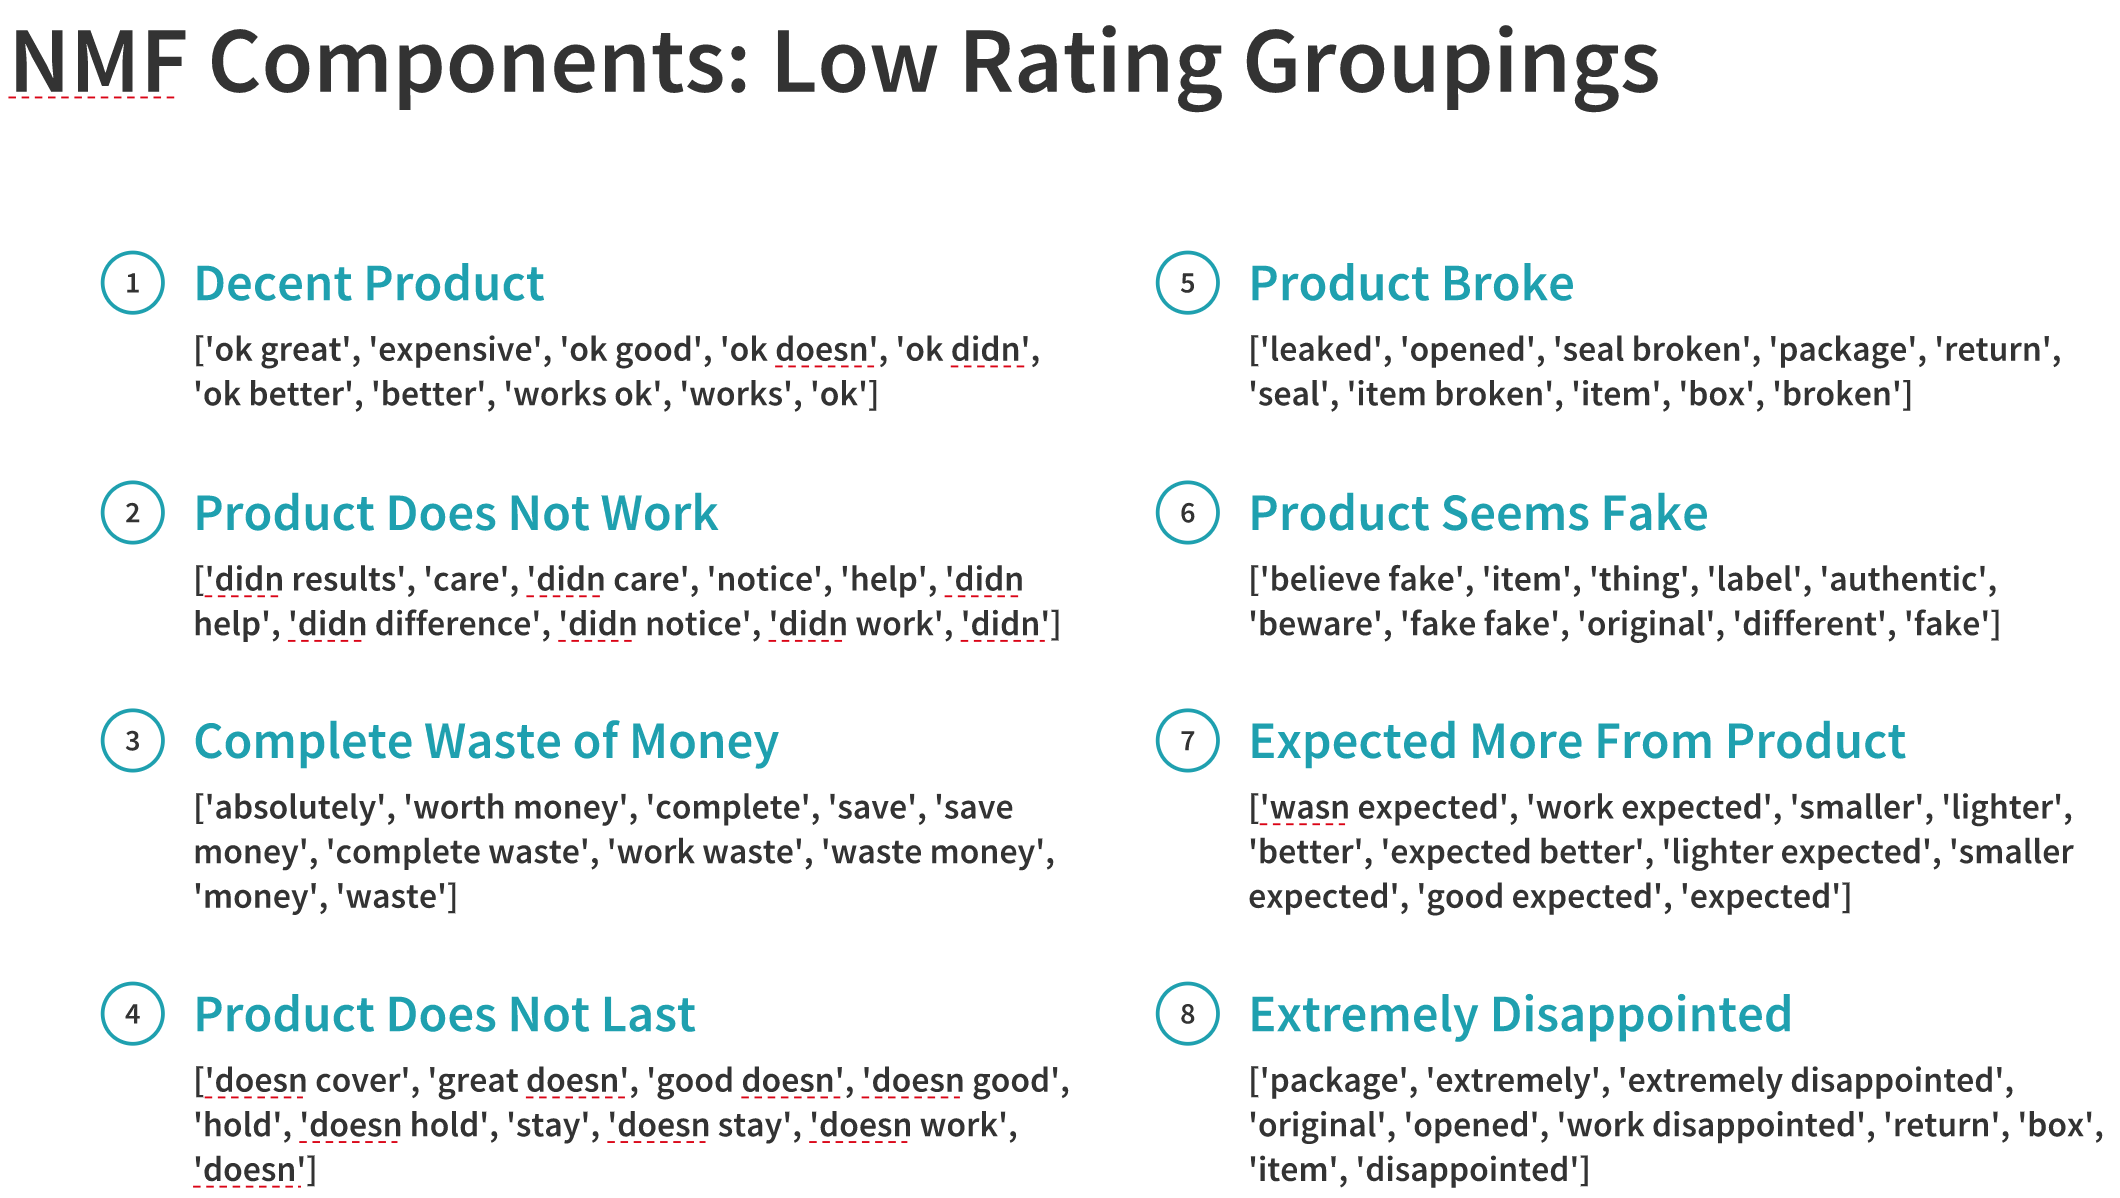 NMF Components: Low Rating Groupings
1
Decent Product
['ok great', 'expensive', 'ok good', 'ok doesn', 'ok didn',
'ok better', 'better', 'works ok', 'works', 'ok']
2
Product Does Not Work
['didn results', 'care', 'didn care', 'notice', 'help', 'didn
help', 'didn difference', 'didn notice', 'didn work', 'didn']
3
Complete Waste of Money
['absolutely', 'worth money', 'complete', 'save', 'save
money', 'complete waste', 'work waste', 'waste money',
'money', 'waste']
4
Product Does Not Last
['doesn cover', 'great doesn', 'good doesn', 'doesn good',
'hold', 'doesn hold', 'stay', 'doesn stay', 'doesn work',
'doesn']
5
Product Broke
['leaked', 'opened', 'seal broken', 'package', 'return',
'seal', 'item broken', 'item', 'box', 'broken']
6
Product Seems Fake
['believe fake', 'item', 'thing', 'label', 'authentic',
'beware', 'fake fake', 'original', 'different', 'fake']
7
Expected More From Product
['wasn expected', 'work expected', 'smaller', 'lighter',
'better', 'expected better', 'lighter expected', 'smaller
expected', 'good expected', 'expected']
8
Extremely Disappointed
['package', 'extremely', 'extremely disappointed',
'original', 'opened', 'work disappointed', 'return', 'box',
'item', 'disappointed']